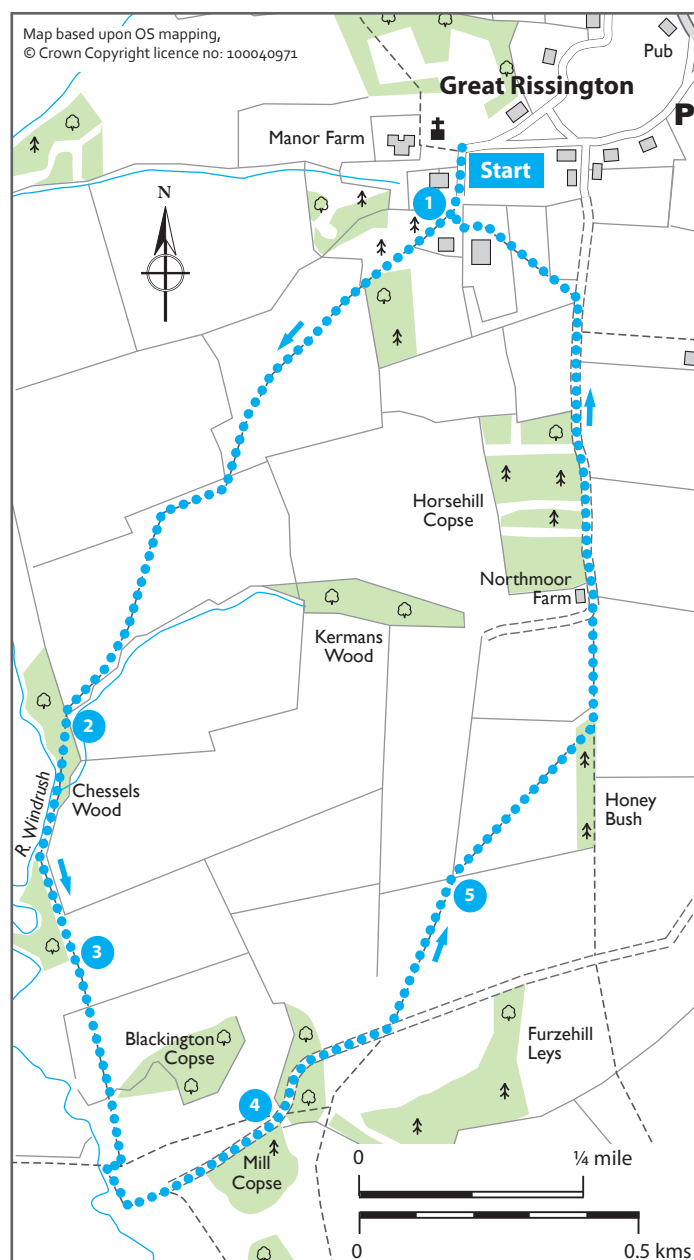 Map based upon OS mapping,
© Crown Copyright licence no: 100040971
Pub
Great Rissington
P
Manor Farm
Start
1
N
Horsehill
Copse
Northmoor
Farm
Kermans
Wood
2
Chessels
Wood
R. Windrush
Honey
Bush
5
3
Blackington
Copse
Furzehill
Leys
4
Mill
Copse
0 ¼ mile
0 0.5 kms